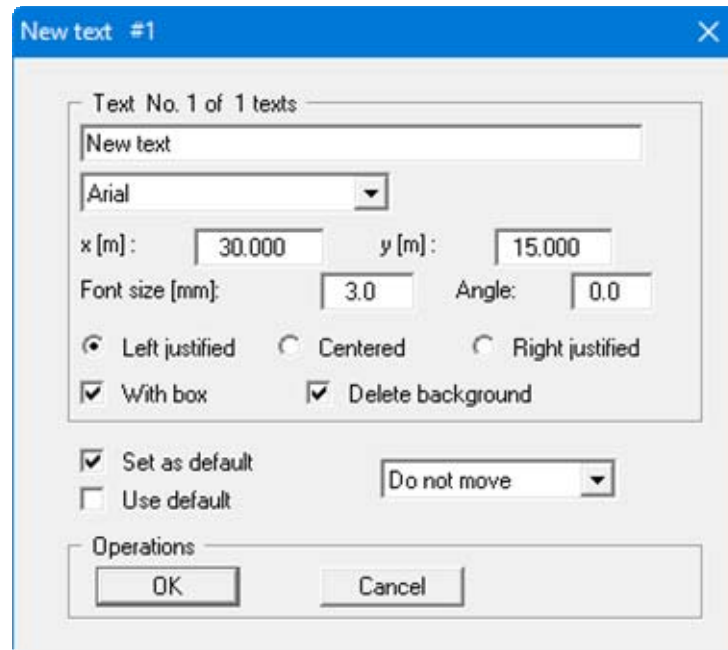 New text #1
Text No. 1 of 1 texts
New text
Arial
x [m] : 30.000 y [m] : 15.000
Font size [mm]: 3.0 Angle: 0.0
Left justified Centered Right justified
With box Delete background
Set as default
Do not move
Use default
Operations
OK Cancel